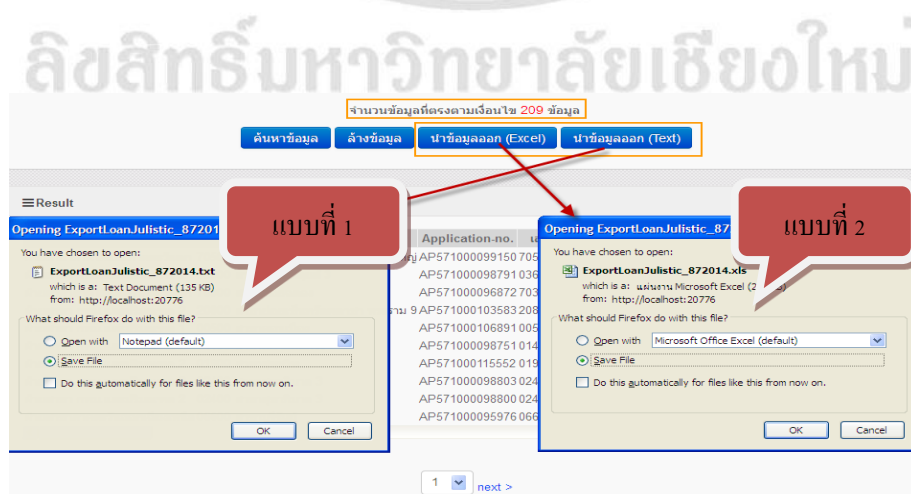 ลิขสิทธิ์มหาวิทยาลัยเชียงใหม่
จำนวนข้อมูลที่ตรงตามเงื่อนไข 209 ข้อมูล
ค้นหาข้อมูล ล้างข้อมูล นำข้อมูลออก (Excel) นำข้อมูลออก (Text)
Result
แบบที่ 1
แบบที่ 2
Opening ExportLoanJulistic_87201
You have chosen to open:
ExportLoanJulistic_872014.txt
which is a: Text Document (135 KB)
from: http://localhost:20776
What should Firefox do with this file?
Open with Notepad (default)
Save File
Do this automatically for files like this from now on.
OK Cancel
Application-no.
AP571000099150 705
AP571000098791 036
AP571000096872 703
ราม 9 AP571000103583 208
AP571000106891 005
AP571000098751 014
AP571000115552 019
AP571000098803 024
AP571000098800 024
AP571000095976 066
Opening ExportLoanJulistic_87
You have chosen to open:
ExportLoanJulistic_872014.xls
which is a: แผ่นงาน Microsoft Excel (2
from: http://localhost:20776
What should Firefox do with this file?
Open with Microsoft Office Excel (default)
Save File
Do this automatically for files like this from now on.
OK Cancel
1 next >